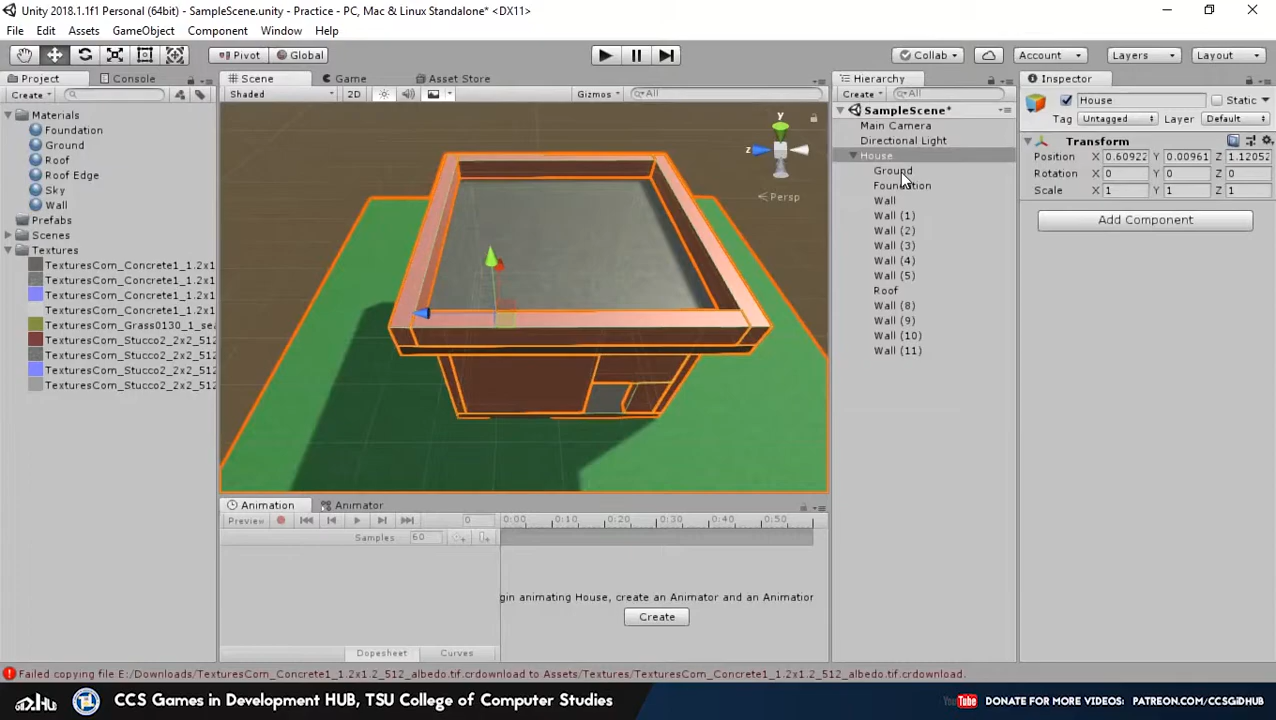 Unity 2018.1.1f1 Personal (64bit) - SampleScene.unity - Practice - PC, Mac & Linux Standalone* <DX11>
File Edit Assets GameObject Component Window Help
Pivot Global Collab Account Layers Layout
Project Console Scene Game Asset Store Hierarchy Inspector
Create Shaded 2D Gizmos All Create All House Static
Tag Untagged Layer Default
Materials
Foundation
Ground
Roof
Roof Edge
Sky
Wall
Prefabs
Scenes
Textures
TexturesCom_Concrete1_1.2x1
TexturesCom_Concrete1_1.2x1
TexturesCom_Concrete1_1.2x1
TexturesCom_Concrete1_1.2x1
TexturesCom_Grass0130_1_sea
TexturesCom_Stucco2_2x2_512
TexturesCom_Stucco2_2x2_512
TexturesCom_Stucco2_2x2_512
TexturesCom_Stucco2_2x2_512
y
z
Persp
SampleScene*
Main Camera
Directional Light
House
Ground
Foundation
Wall
Wall (1)
Wall (2)
Wall (3)
Wall (4)
Wall (5)
Roof
Wall (8)
Wall (9)
Wall (10)
Wall (11)
Transform
Position X 0.60922 Y 0.00961 Z 1.12052
Rotation X 0 Y 0 Z 0
Scale X 1 Y 1 Z 1
Add Component
Animation Animator
Preview 0 0:00 0:10 0:20 0:30 0:40 0:50
Samples 60
gin animating House, create an Animator and an Animation
Create
Dopesheet Curves
Failed copying file E:/Downloads/TexturesCom_Concrete1_1.2x1.2_512_albedo.tif.crdownload to Assets/Textures/TexturesCom_Concrete1_1.2x1.2_512_albedo.tif.crdownload.
CCS Games in Development HUB, TSU College of Computer Studies
YouTube DONATE FOR MORE VIDEOS: PATREON.COM/CCSGIDHUB